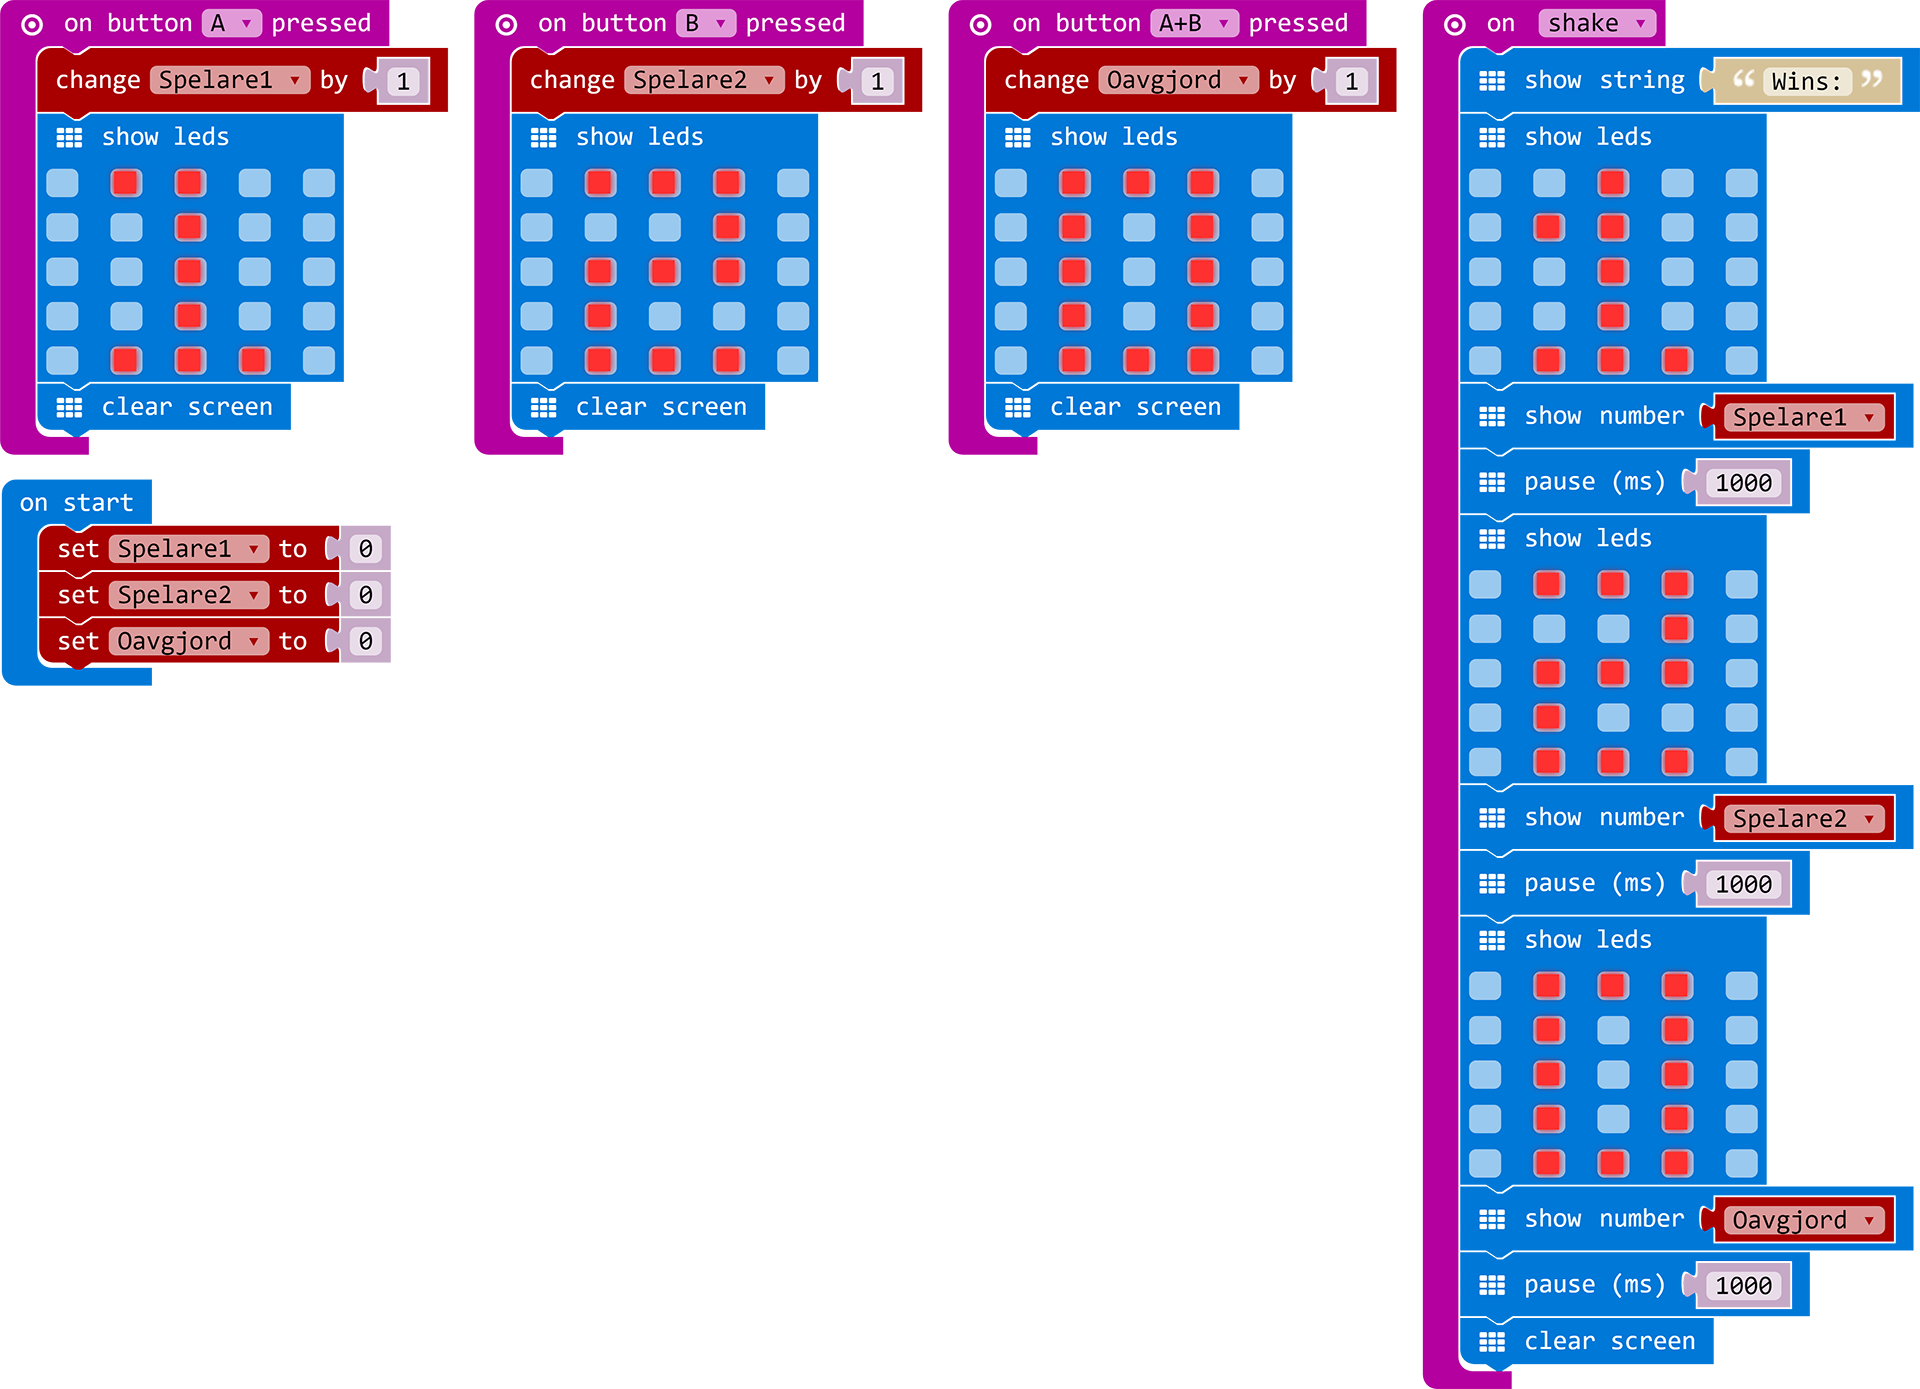 on button A pressed
change Spelare1 by 1
show leds
clear screen
on start
set Spelare1 to 0
set Spelare2 to 0
set Oavgjord to 0
on button B pressed
change Spelare2 by 1
show leds
clear screen
on button A+B pressed
change Oavgjord by 1
show leds
clear screen
on shake
show string “ Wins: ”
show leds
show number Spelare1
pause (ms) 1000
show leds
show number Spelare2
pause (ms) 1000
show leds
show number Oavgjord
pause (ms) 1000
clear screen